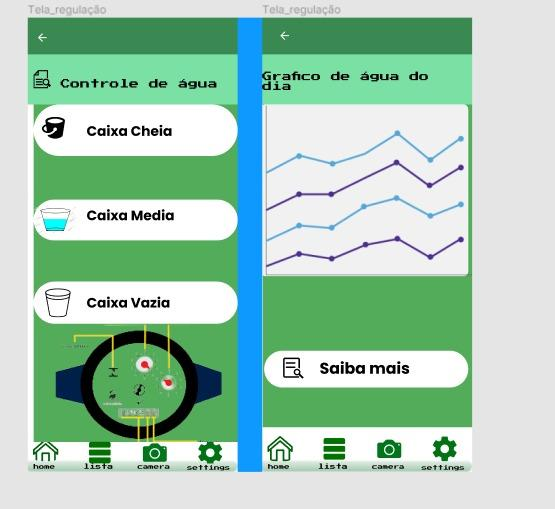 Tela_regulação
Controle de água
Caixa Cheia
Caixa Media
Caixa Vazia
home lista camera settings
Tela_regulação
Grafico de água do
dia
Saiba mais
home lista camera settings